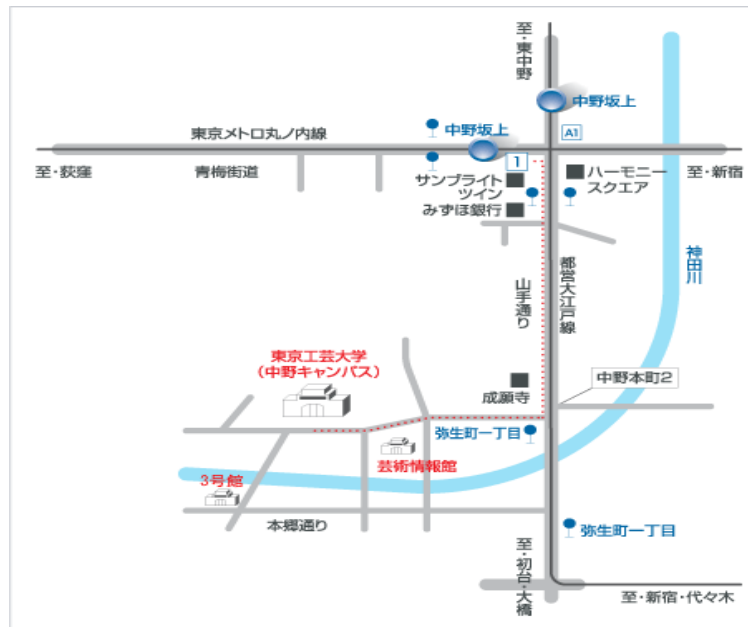 至・東中野
中野坂上
東京メトロ丸ノ内線
中野坂上
A1
至・荻窪
青梅街道
1
サンブライト
ツイン
ハーモニー
スクエア
至・新宿
みずほ銀行
神田川
山手通り
都営大江戸線
東京工芸大学
（中野キャンパス）
成願寺
中野本町2
弥生町一丁目
芸術情報館
3号館
本郷通り
弥生町一丁目
至・初台・大橋
至・新宿・代々木